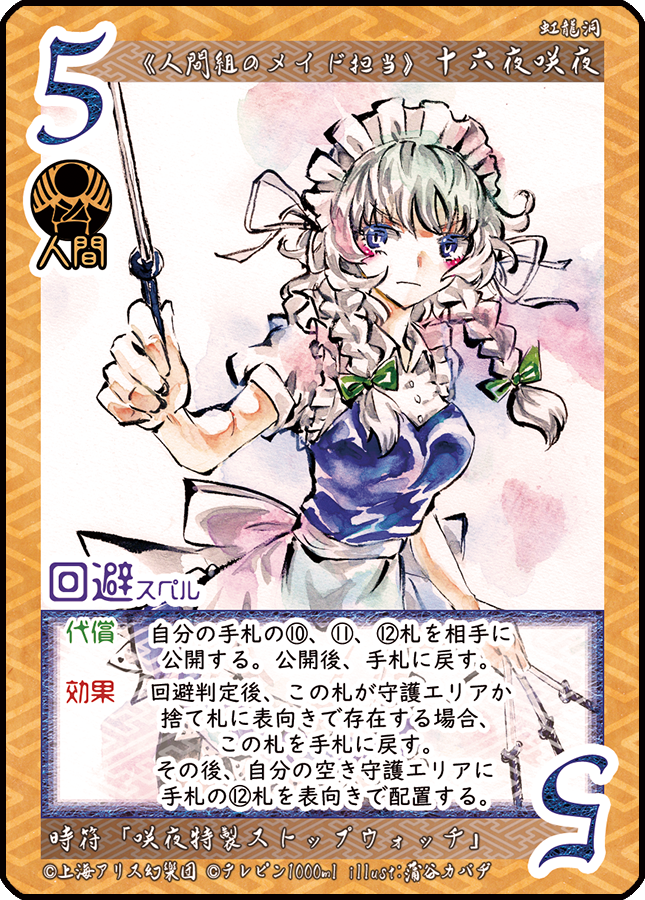 虹龍洞
5
《人間組のメイド担当》 十六夜咲夜
人間
回避スペル
代償 自分の手札の⑩、⑪、⑫札を相手に
公開する。公開後、手札に戻す。
効果 回避判定後、この札が守護エリアか
捨て札に表向きで存在する場合、
この札を手札に戻す。
その後、自分の空き守護エリアに
手札の⑫札を表向きで配置する。
5
時符「咲夜特製ストップウォッチ」
©上海アリス幻樂団 ©テレピン1000ml illust:蒲谷カバヂ